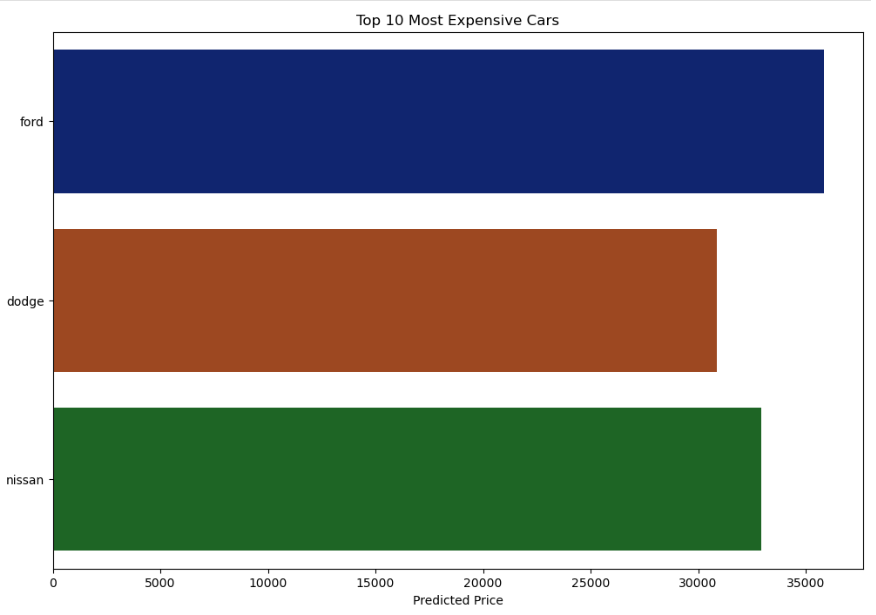 Top 10 Most Expensive Cars
ford
dodge
nissan
0 5000 10000 15000 20000 25000 30000 35000
Predicted Price